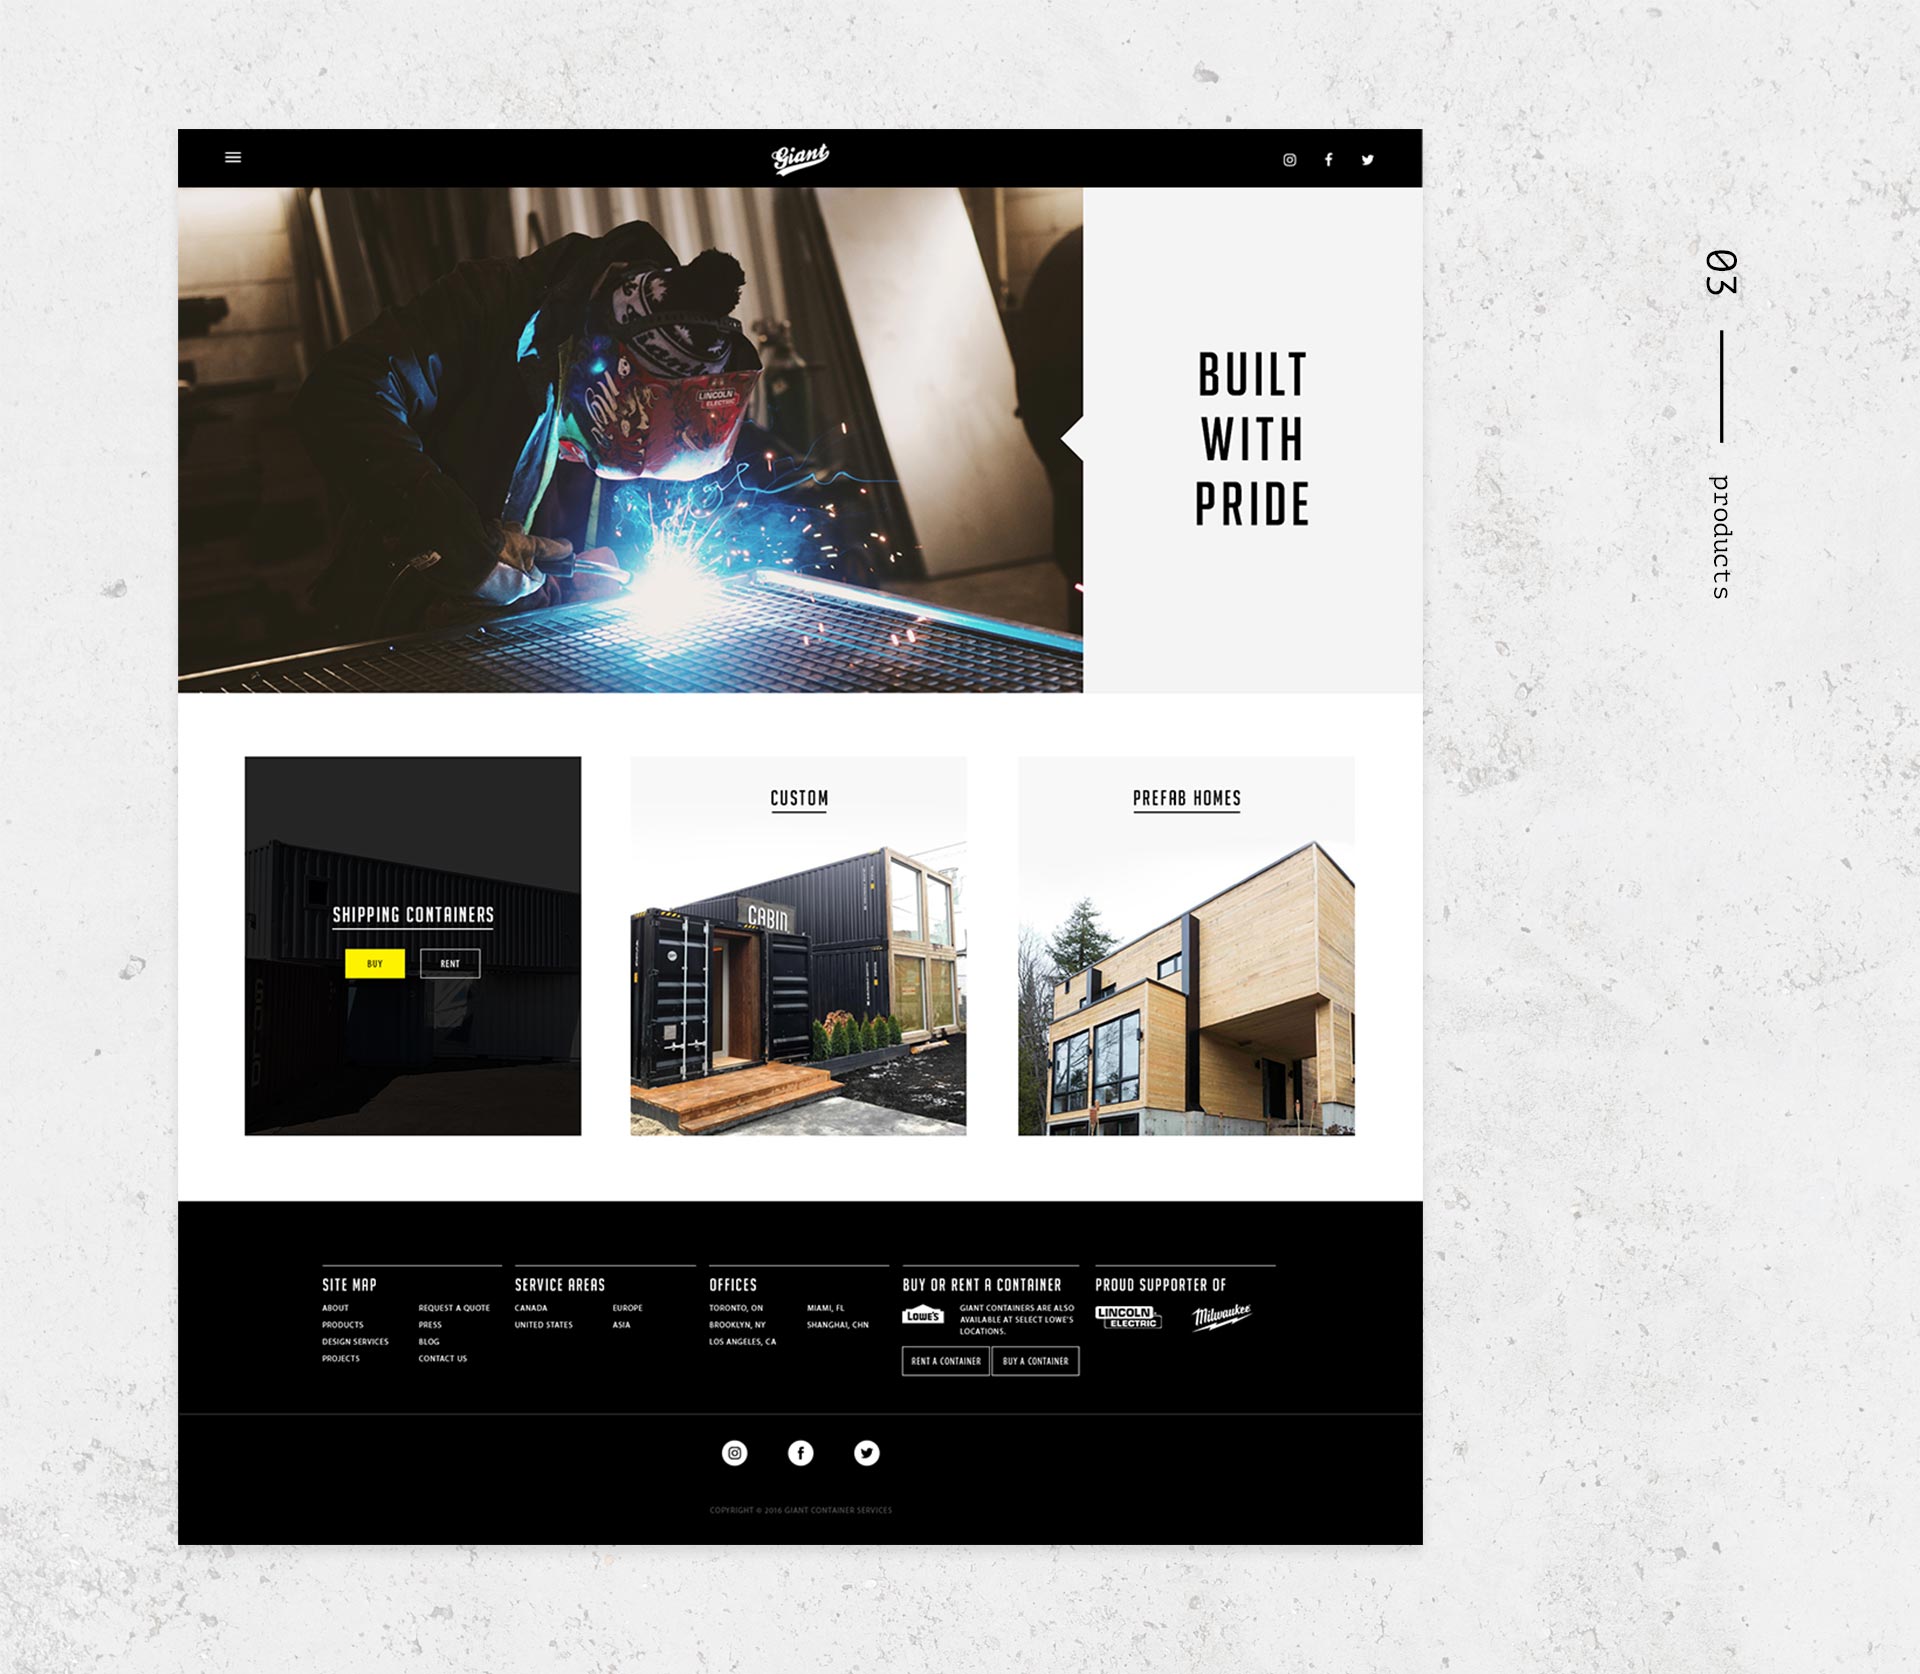 Giant
03
products
LINCOLN
ELECTRIC
BUILT
WITH
PRIDE
SHIPPING CONTAINERS
BUY
RENT
CUSTOM
CABIN
PREFAB HOMES
SITE MAP
ABOUT
PRODUCTS
DESIGN SERVICES
PROJECTS
REQUEST A QUOTE
PRESS
BLOG
CONTACT US
SERVICE AREAS
CANADA
UNITED STATES
EUROPE
ASIA
OFFICES
TORONTO, ON
BROOKLYN, NY
LOS ANGELES, CA
MIAMI, FL
SHANGHAI, CHN
BUY OR RENT A CONTAINER
LOWE'S
GIANT CONTAINERS ARE ALSO
AVAILABLE AT SELECT LOWE'S
LOCATIONS.
RENT A CONTAINER
BUY A CONTAINER
PROUD SUPPORTER OF
LINCOLN
ELECTRIC
Milwaukee
COPYRIGHT © 2016 GIANT CONTAINER SERVICES